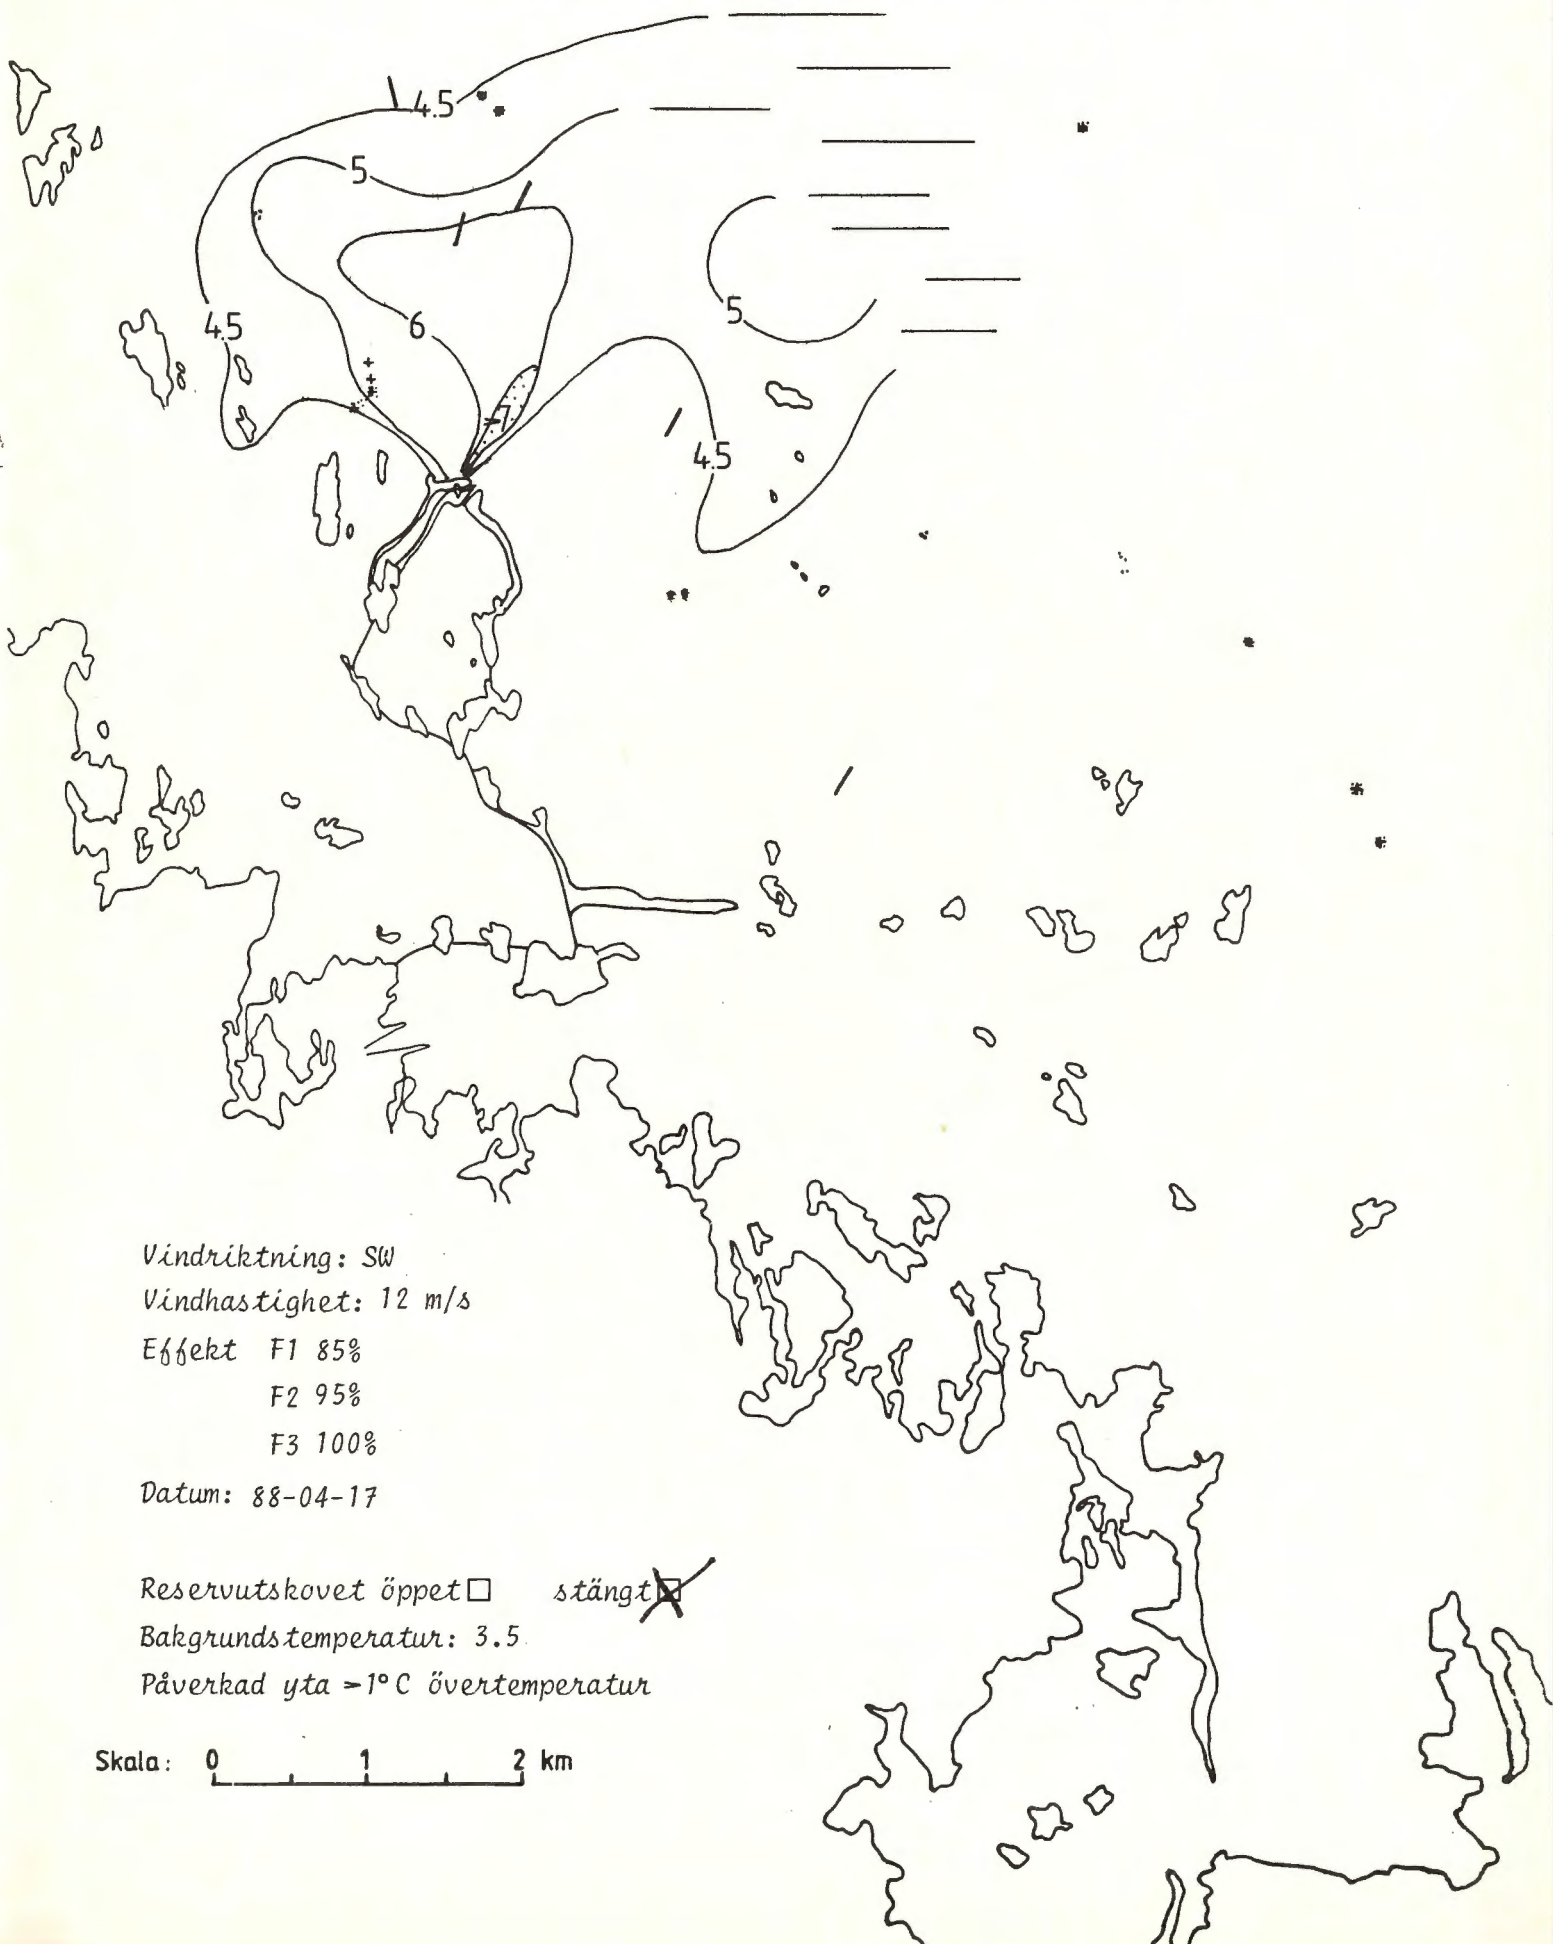 4.5
5
4.5
6
5
>7
4.5
Vindriktning: SW
Vindhastighet: 12 m/s
Effekt F1 85%
F2 95%
F3 100%
Datum: 88-04-17
Reservutskovet öppet □ stängt ☒
Bakgrundstemperatur: 3.5
Påverkad yta >1°C övertemperatur
Skala: 0 1 2 km